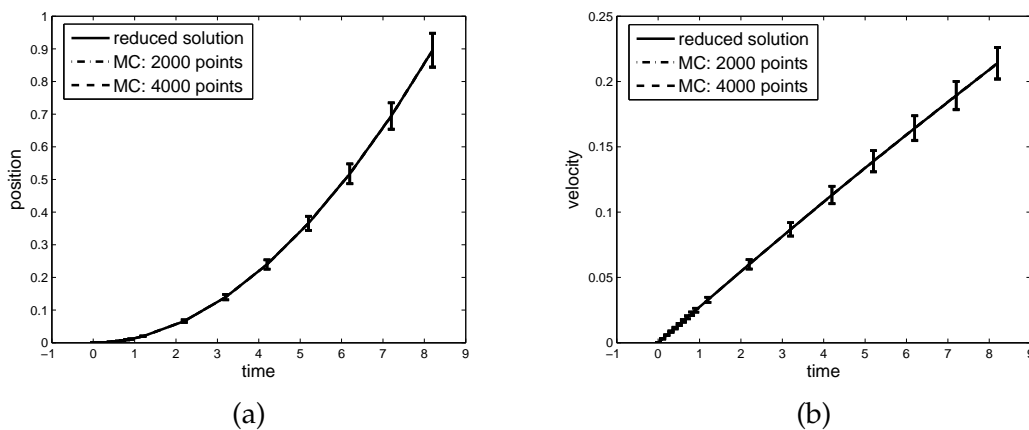 1
0.9
0.8
0.7
0.6
0.5
0.4
0.3
0.2
0.1
0
position
reduced solution
MC: 2000 points
MC: 4000 points
−1 0 1 2 3 4 5 6 7 8 9
time
(a)
0.25
0.2
0.15
0.1
0.05
0
velocity
reduced solution
MC: 2000 points
MC: 4000 points
−1 0 1 2 3 4 5 6 7 8 9
time
(b)